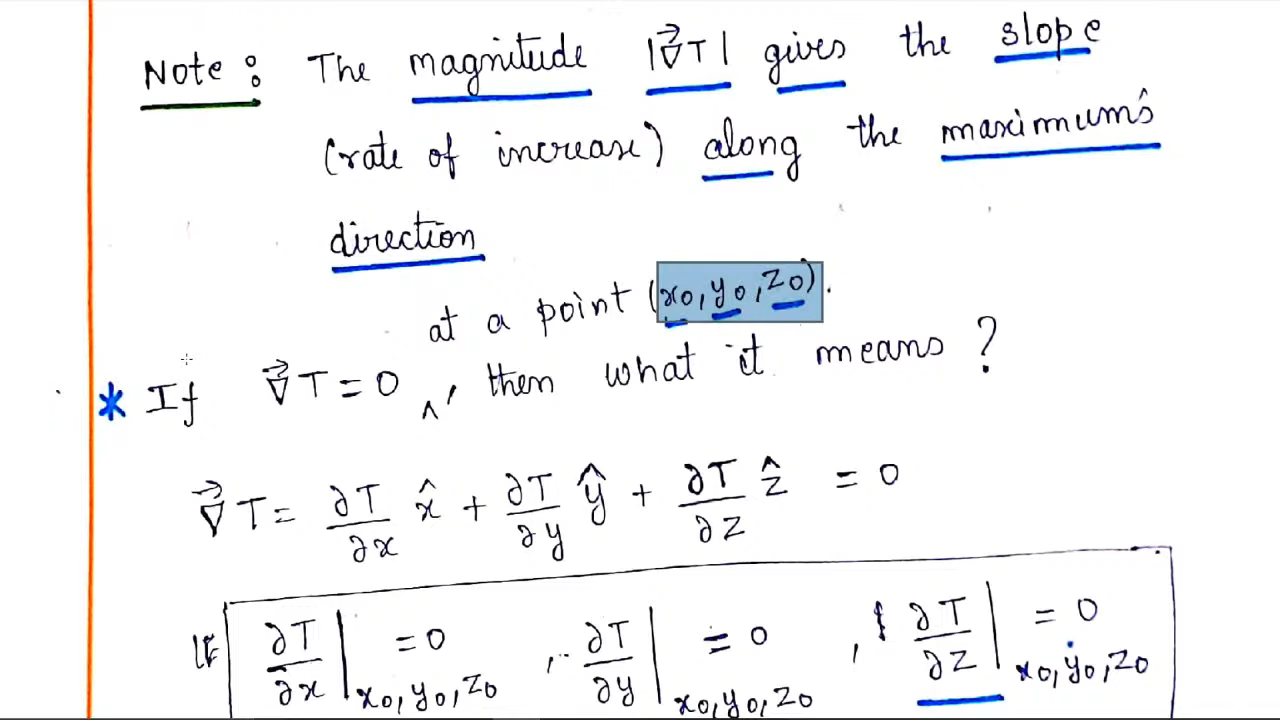 Note : The magnitude |∇⃗T| gives the slope
(rate of increase) along the maximum's
direction
at a point (x0, y0, z0).
* If ∇⃗T = 0 ^, then what it means ?
∇⃗T = ∂T/∂x x̂ + ∂T/∂y ŷ + ∂T/∂z ẑ = 0
If ∂T/∂x |x0, y0, z0 = 0 , ∂T/∂y |x0, y0, z0 = 0 , ∂T/∂z |x0, y0, z0 = 0